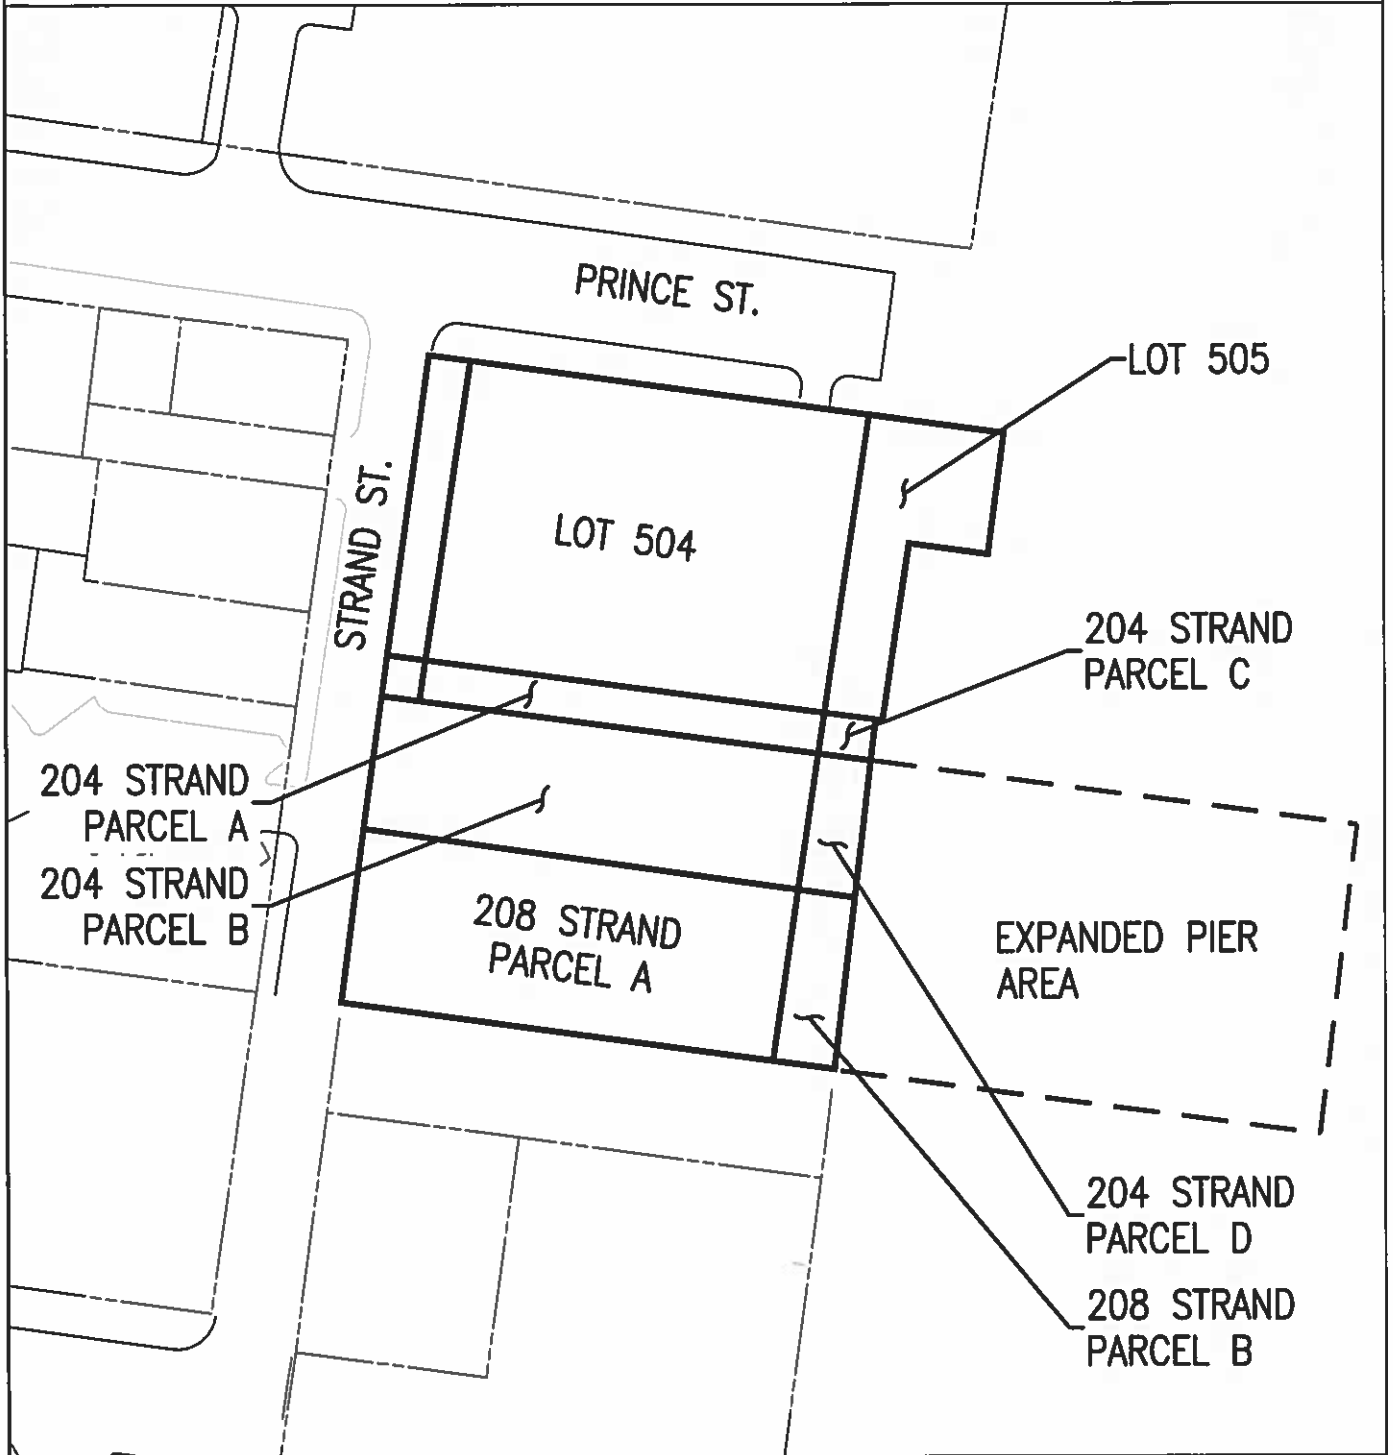 PRINCE ST.
LOT 505
STRAND ST.
LOT 504
204 STRAND
PARCEL C
204 STRAND
PARCEL A
204 STRAND
PARCEL B
208 STRAND
PARCEL A
EXPANDED PIER
AREA
204 STRAND
PARCEL D
208 STRAND
PARCEL B